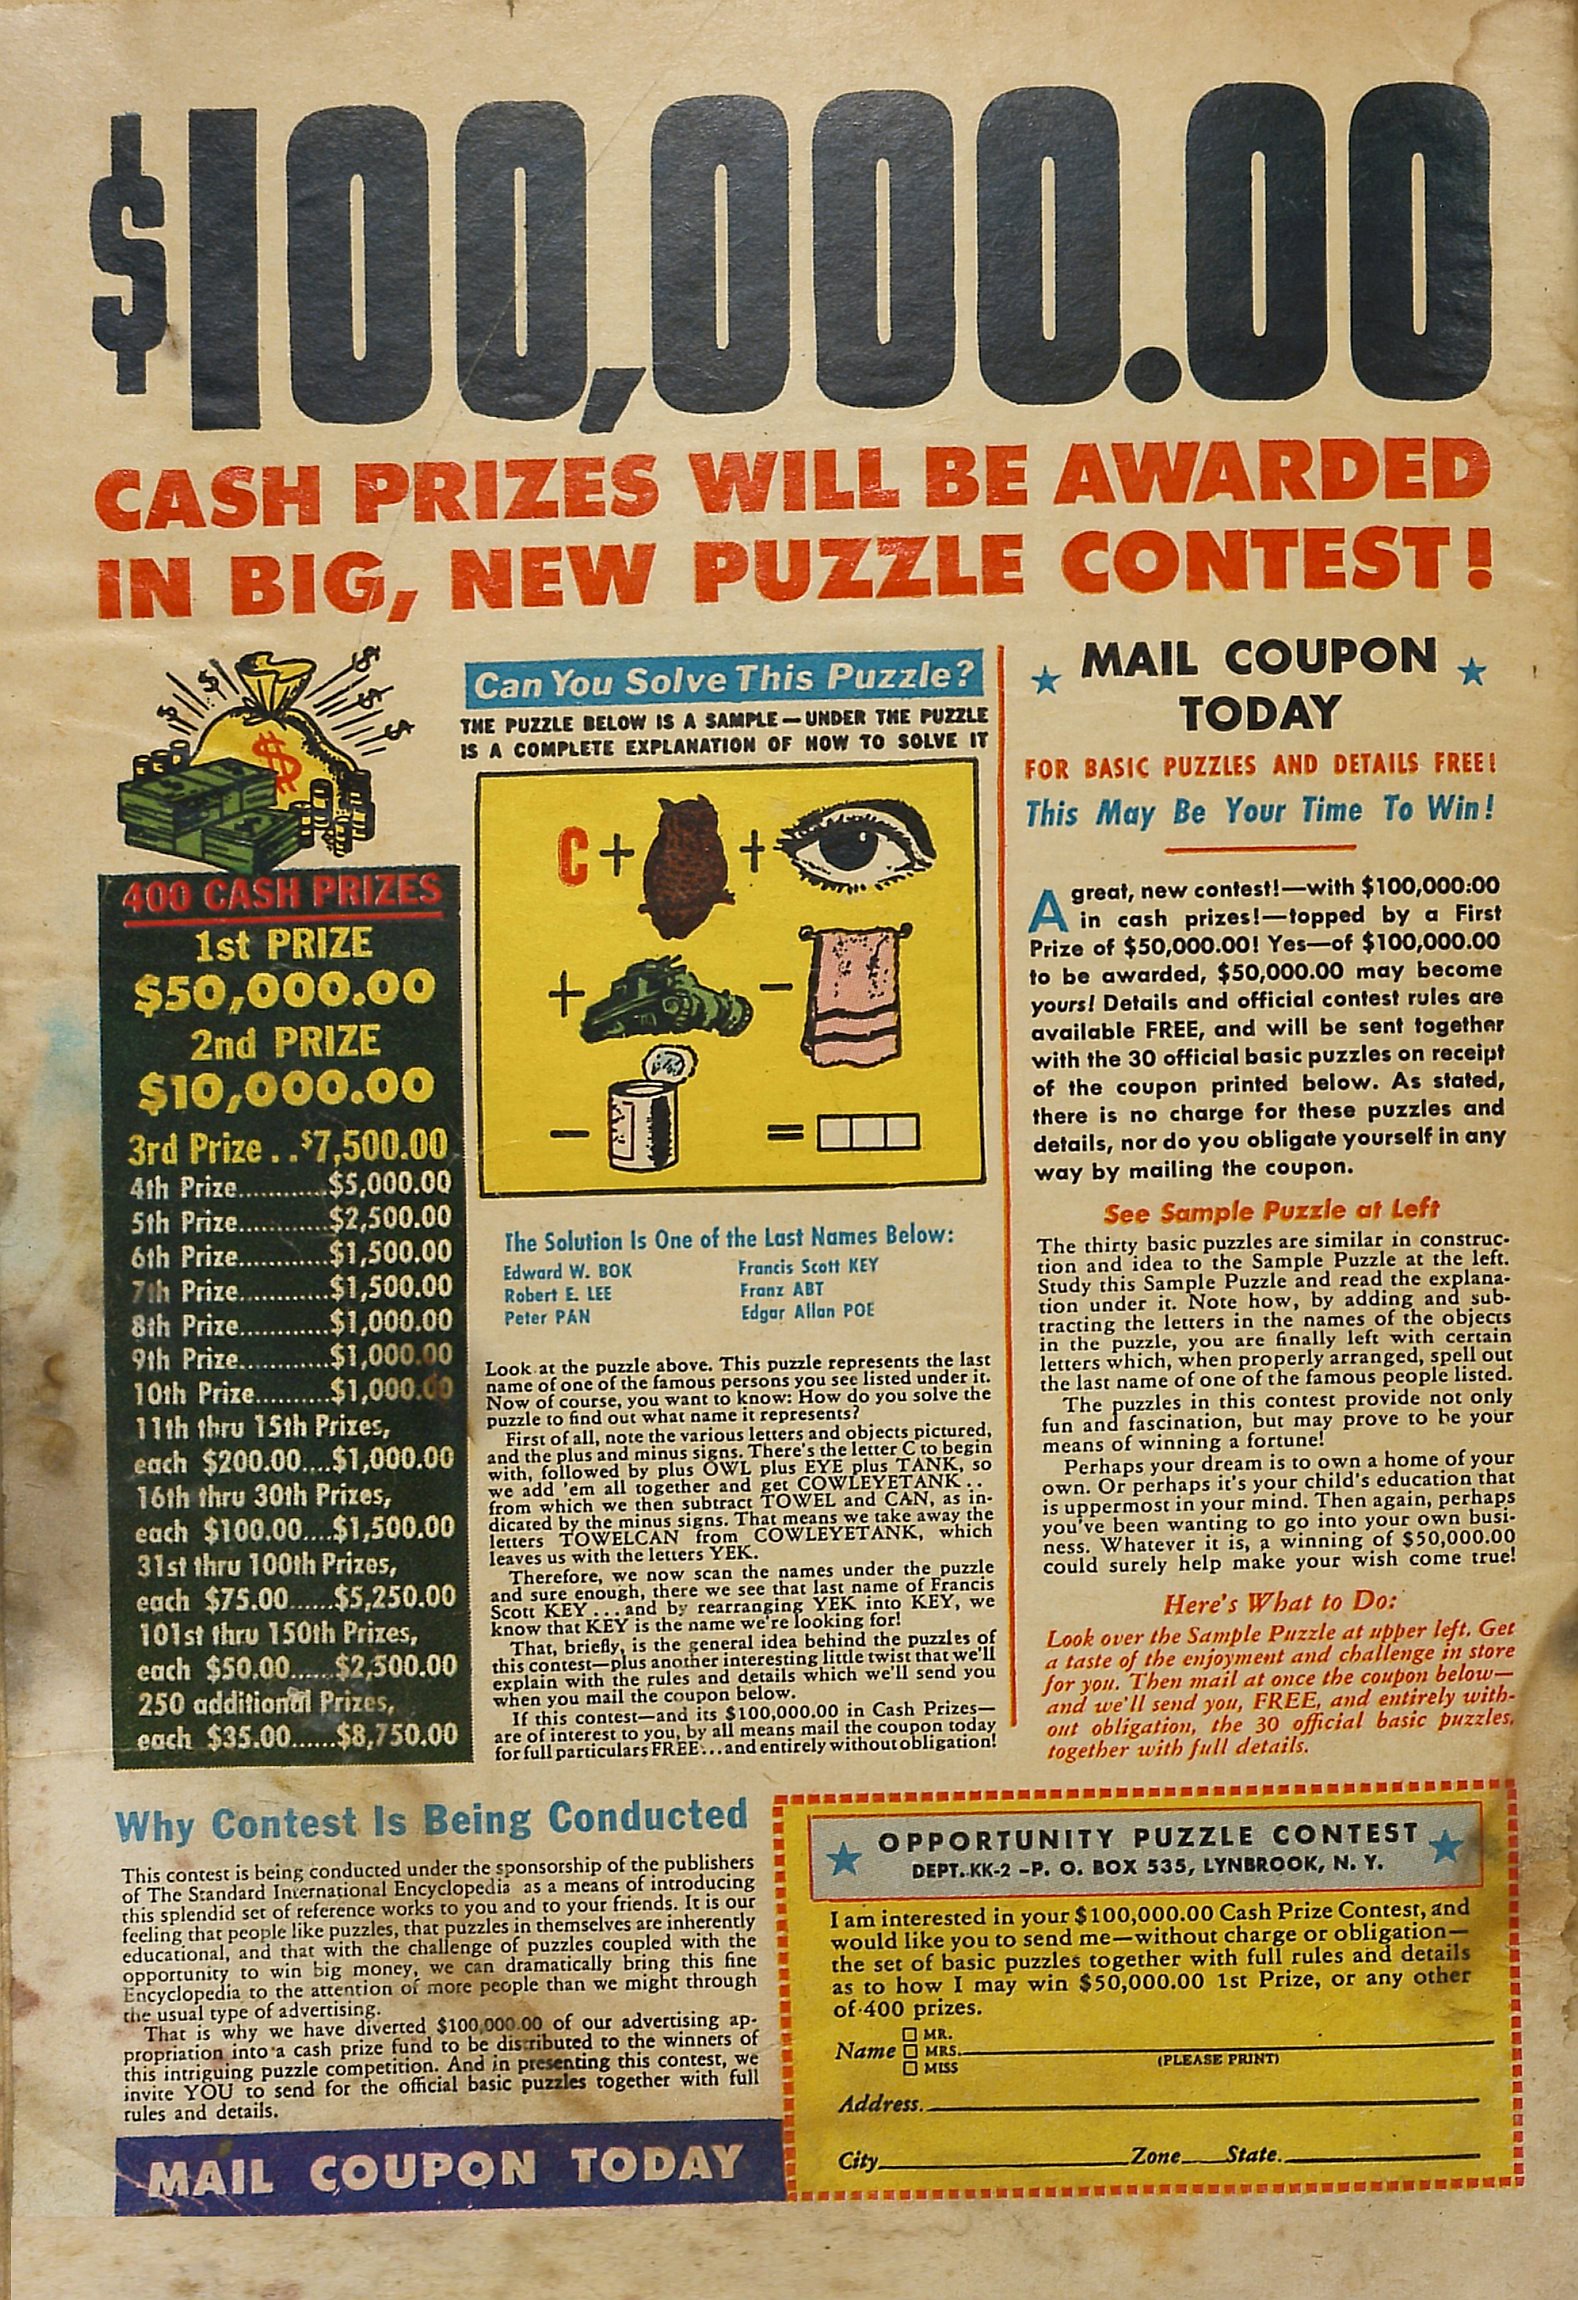 $100,000.00
CASH PRIZES WILL BE AWARDED
IN BIG, NEW PUZZLE CONTEST!
400 CASH PRIZES
1st PRIZE
$50,000.00
2nd PRIZE
$10,000.00
3rd Prize..$7,500.00
4th Prize............$5,000.00
5th Prize............$2,500.00
6th Prize............$1,500.00
7th Prize............$1,500.00
8th Prize............$1,000.00
9th Prize............$1,000.00
10th Prize..........$1,000.00
11th thru 15th Prizes,
each $200.00....$1,000.00
16th thru 30th Prizes,
each $100.00....$1,500.00
31st thru 100th Prizes,
each $75.00......$5,250.00
101st thru 150th Prizes,
each $50.00......$2,500.00
250 additional Prizes,
each $35.00......$8,750.00
Can You Solve This Puzzle?
THE PUZZLE BELOW IS A SAMPLE—UNDER THE PUZZLE
IS A COMPLETE EXPLANATION OF HOW TO SOLVE IT
C + +
+ −
− =
The Solution Is One of the Last Names Below:
Edward W. BOK Francis Scott KEY
Robert E. LEE Franz ABT
Peter PAN Edgar Allan POE
Look at the puzzle above. This puzzle represents the last
name of one of the famous persons you see listed under it.
Now of course, you want to know: How do you solve the
puzzle to find out what name it represents?
First of all, note the various letters and objects pictured,
and the plus and minus signs. There's the letter C to begin
with, followed by plus OWL plus EYE plus TANK, so
we add 'em all together and get COWLEYETANK..
from which we then subtract TOWEL and CAN, as in-
dicated by the minus signs. That means we take away the
letters TOWELCAN from COWLEYETANK, which
leaves us with the letters YEK.
Therefore, we now scan the names under the puzzle
and sure enough, there we see that last name of Francis
Scott KEY...and by rearranging YEK into KEY, we
know that KEY is the name we're looking for!
That, briefly, is the general idea behind the puzzles of
this contest—plus another interesting little twist that we'll
explain with the rules and details which we'll send you
when you mail the coupon below.
If this contest—and its $100,000.00 in Cash Prizes—
are of interest to you, by all means mail the coupon today
for full particulars FREE...and entirely without obligation!
MAIL COUPON
TODAY
FOR BASIC PUZZLES AND DETAILS FREE!
This May Be Your Time To Win!
A great, new contest!—with $100,000.00
in cash prizes!—topped by a First
Prize of $50,000.00! Yes—of $100,000.00
to be awarded, $50,000.00 may become
yours! Details and official contest rules are
available FREE, and will be sent together
with the 30 official basic puzzles on receipt
of the coupon printed below. As stated,
there is no charge for these puzzles and
details, nor do you obligate yourself in any
way by mailing the coupon.
See Sample Puzzle at Left
The thirty basic puzzles are similar in construc-
tion and idea to the Sample Puzzle at the left.
Study this Sample Puzzle and read the explana-
tion under it. Note how, by adding and sub-
tracting the letters in the names of the objects
in the puzzle, you are finally left with certain
letters which, when properly arranged, spell out
the last name of one of the famous people listed.
The puzzles in this contest provide not only
fun and fascination, but may prove to be your
means of winning a fortune!
Perhaps your dream is to own a home of your
own. Or perhaps it's your child's education that
is uppermost in your mind. Then again, perhaps
you've been wanting to go into your own busi-
ness. Whatever it is, a winning of $50,000.00
could surely help make your wish come true!
Here's What to Do:
Look over the Sample Puzzle at upper left. Get
a taste of the enjoyment and challenge in store
for you. Then mail at once the coupon below—
and we'll send you, FREE, and entirely with-
out obligation, the 30 official basic puzzles,
together with full details.
Why Contest Is Being Conducted
This contest is being conducted under the sponsorship of the publishers
of The Standard International Encyclopedia as a means of introducing
this splendid set of reference works to you and to your friends. It is our
feeling that people like puzzles, that puzzles in themselves are inherently
educational, and that with the challenge of puzzles coupled with the
opportunity to win big money, we can dramatically bring this fine
Encyclopedia to the attention of more people than we might through
the usual type of advertising.
That is why we have diverted $100,000.00 of our advertising ap-
propriation into a cash prize fund to be distributed to the winners of
this intriguing puzzle competition. And in presenting this contest, we
invite YOU to send for the official basic puzzles together with full
rules and details.
MAIL COUPON TODAY
OPPORTUNITY PUZZLE CONTEST
DEPT. KK-2 –P. O. BOX 535, LYNBROOK, N. Y.
I am interested in your $100,000.00 Cash Prize Contest, and
would like you to send me—without charge or obligation—
the set of basic puzzles together with full rules and details
as to how I may win $50,000.00 1st Prize, or any other
of 400 prizes.
MR.
Name MRS.
MISS
(PLEASE PRINT)
Address
City Zone State